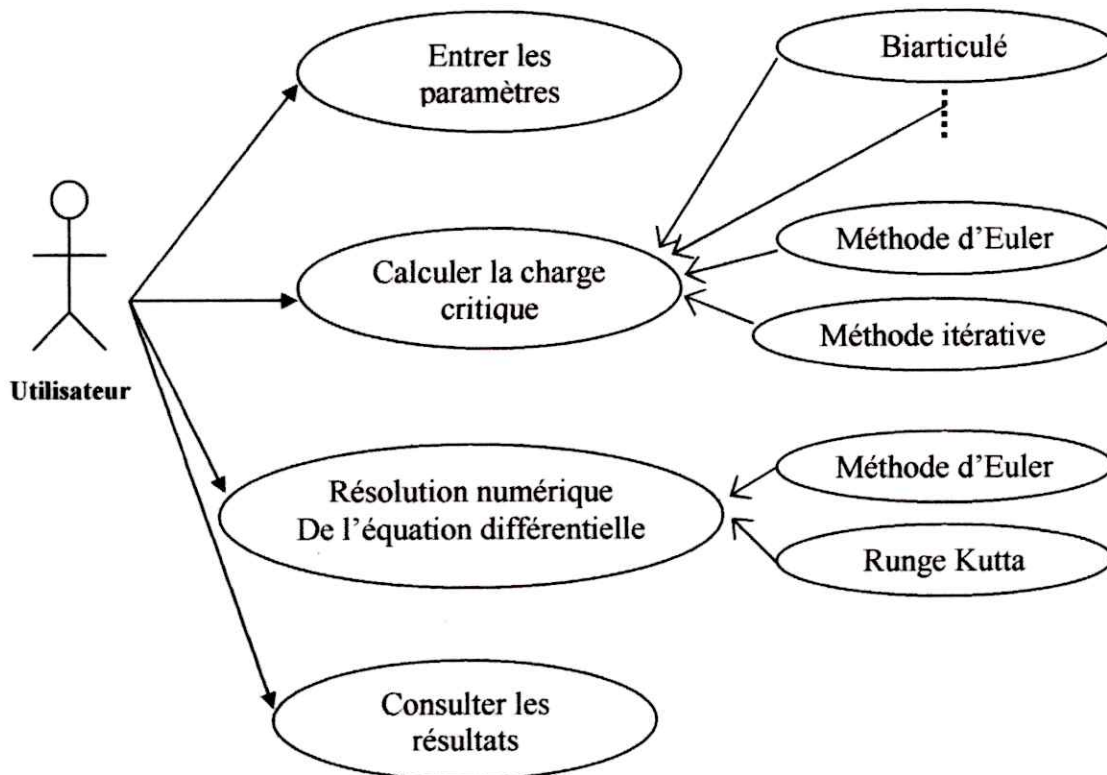 Entrer les
paramètres
Biarticulé
Utilisateur
Calculer la charge
critique
Méthode d'Euler
Méthode itérative
Résolution numérique
De l'équation différentielle
Méthode d'Euler
Runge Kutta
Consulter les
résultats